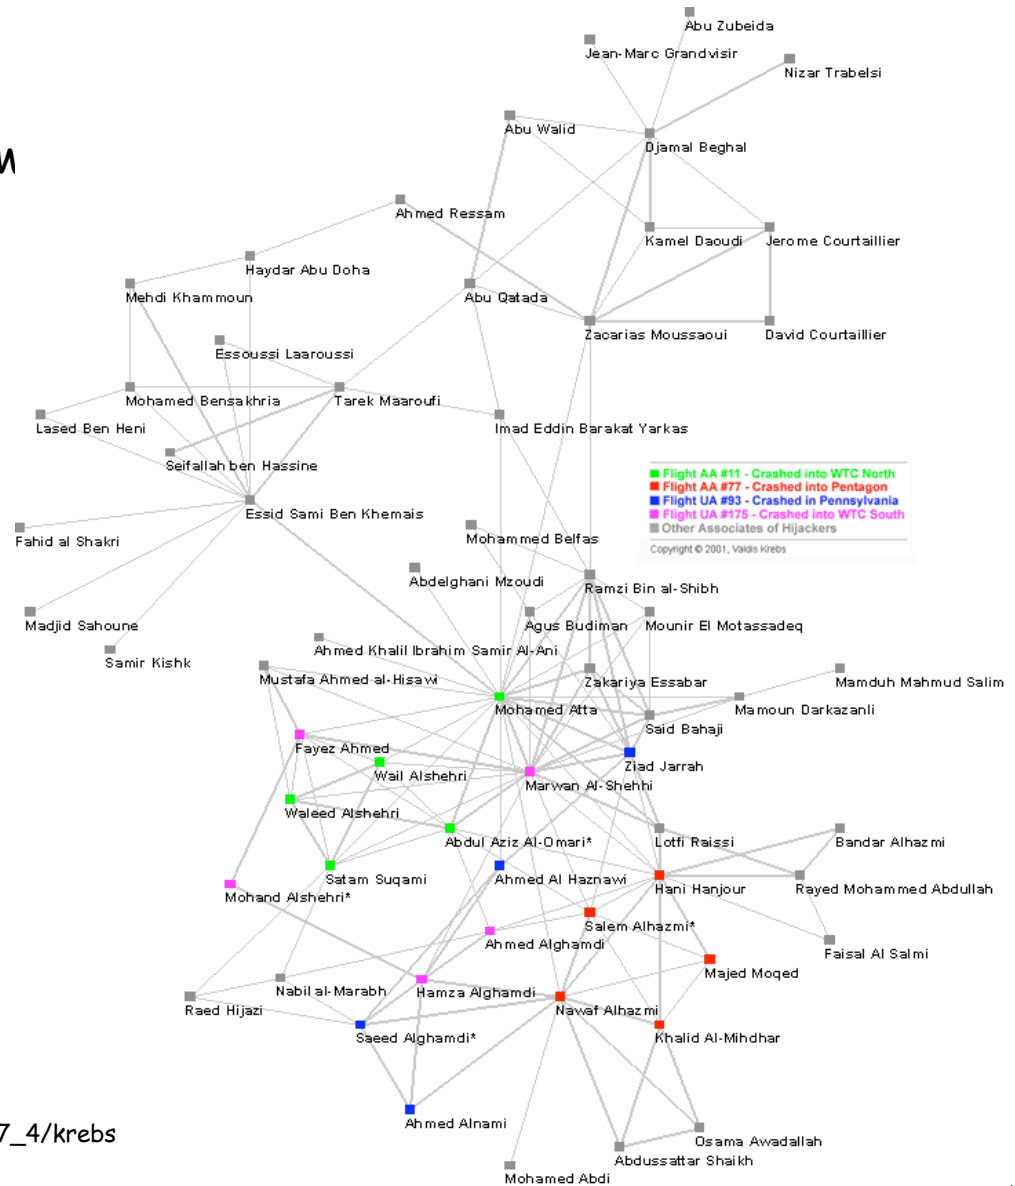 Abu Zubeida
Jean-Marc Grandvisir
Nizar Trabelsi
Abu Walid
Djamal Beghal
Ahmed Ressam
Kamel Daoudi
Jerome Courtaillier
Haydar Abu Doha
Mehdi Khammoun
Abu Qatada
Zacarias Moussaoui
David Courtaillier
Essoussi Laaroussi
Mohamed Bensakhria
Tarek Maaroufi
Lased Ben Heni
Imad Eddin Barakat Yarkas
Seifallah ben Hassine
Flight AA #11 - Crashed into WTC North
Flight AA #77 - Crashed into Pentagon
Flight UA #93 - Crashed in Pennsylvania
Flight UA #175 - Crashed into WTC South
Other Associates of Hijackers
Copyright © 2001, Valdis Krebs
Essid Sami Ben Khemais
Fahid al Shakri
Mohammed Belfas
Abdelghani Mzoudi
Ramzi Bin al-Shibh
Madjid Sahoune
Agus Budiman
Mounir El Motassadeq
Samir Kishk
Ahmed Khalil Ibrahim Samir Al-Ani
Mustafa Ahmed al-Hisawi
Zakariya Essabar
Mamduh Mahmud Salim
Mohamed Atta
Mamoun Darkazanli
Said Bahaji
Fayez Ahmed
Ziad Jarrah
Wail Alshehri
Marwan Al-Shehhi
Waleed Alshehri
Abdul Aziz Al-Omari*
Lotfi Raissi
Bandar Alhazmi
Satam Suqami
Ahmed Al Haznawi
Hani Hanjour
Rayed Mohammed Abdullah
Mohand Alshehri*
Salem Alhazmi*
Ahmed Alghamdi
Faisal Al Salmi
Majed Moqed
Nabil al-Marabh
Hamza Alghamdi
Raed Hijazi
Nawaf Alhazmi
Saeed Alghamdi*
Khalid Al-Mihdhar
Ahmed Alnami
7_4/krebs
Osama Awadallah
Abdussattar Shaikh
Mohamed Abdi